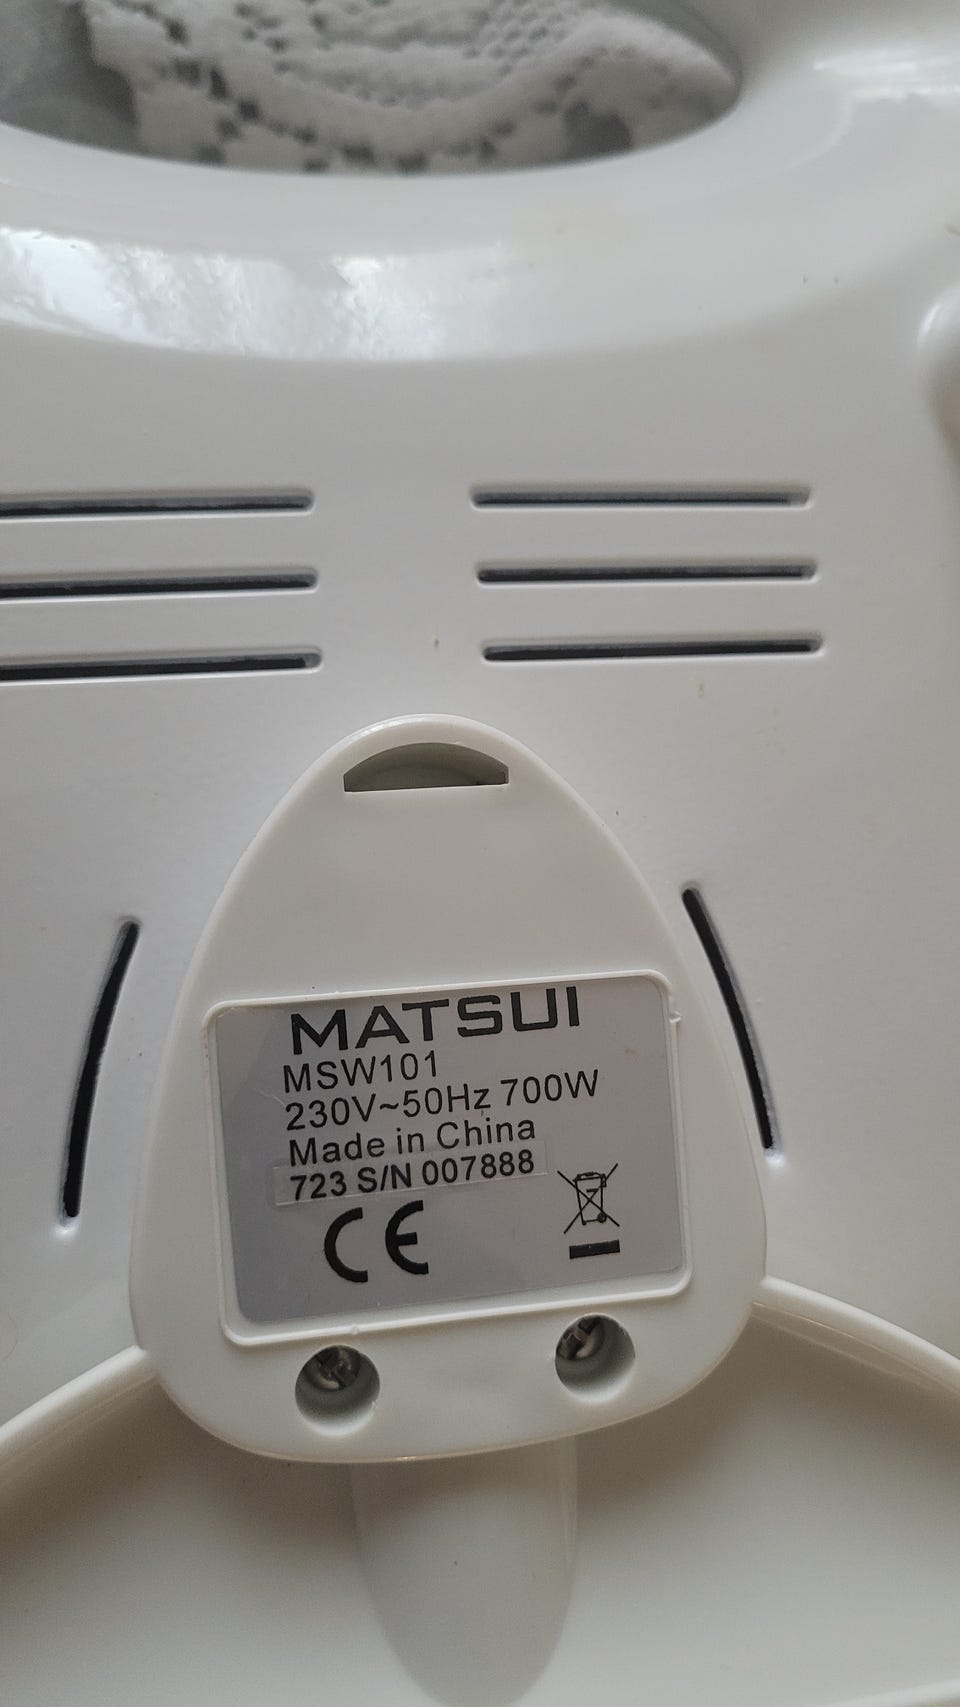 MATSUI
MSW101
230V~50Hz 700W
Made in China
723 S/N 007888
CE